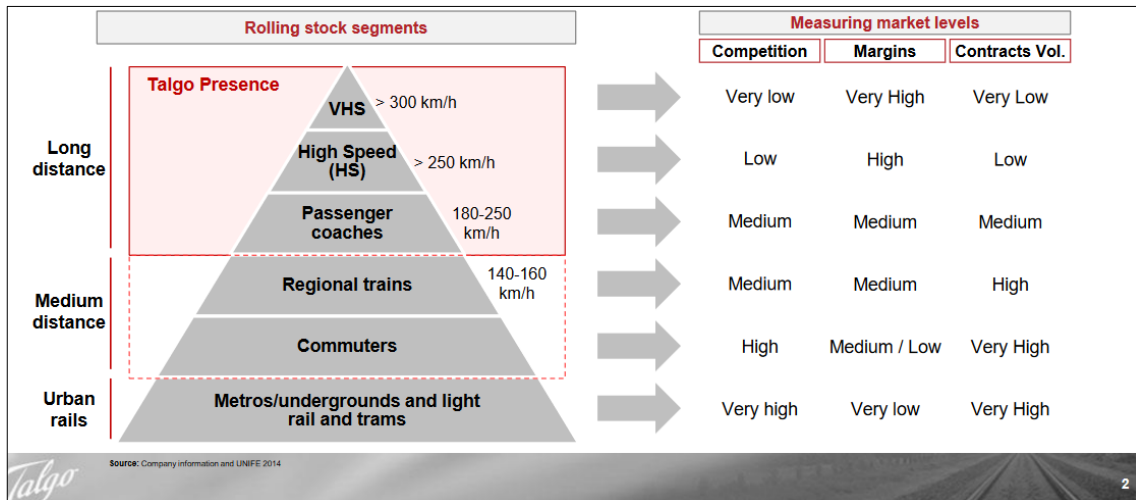 Rolling stock segments
Measuring market levels
Competition
Margins
Contracts Vol.
Talgo Presence
Long
distance
VHS
> 300 km/h
Very low
Very High
Very Low
High Speed
(HS)
> 250 km/h
Low
High
Low
Passenger
coaches
180-250
km/h
Medium
Medium
Medium
Medium
distance
Regional trains
140-160
km/h
Medium
Medium
High
Commuters
High
Medium / Low
Very High
Urban
rails
Metros/undergrounds and light
rail and trams
Very high
Very low
Very High
Source: Company information and UNIFE 2014
Talgo
2